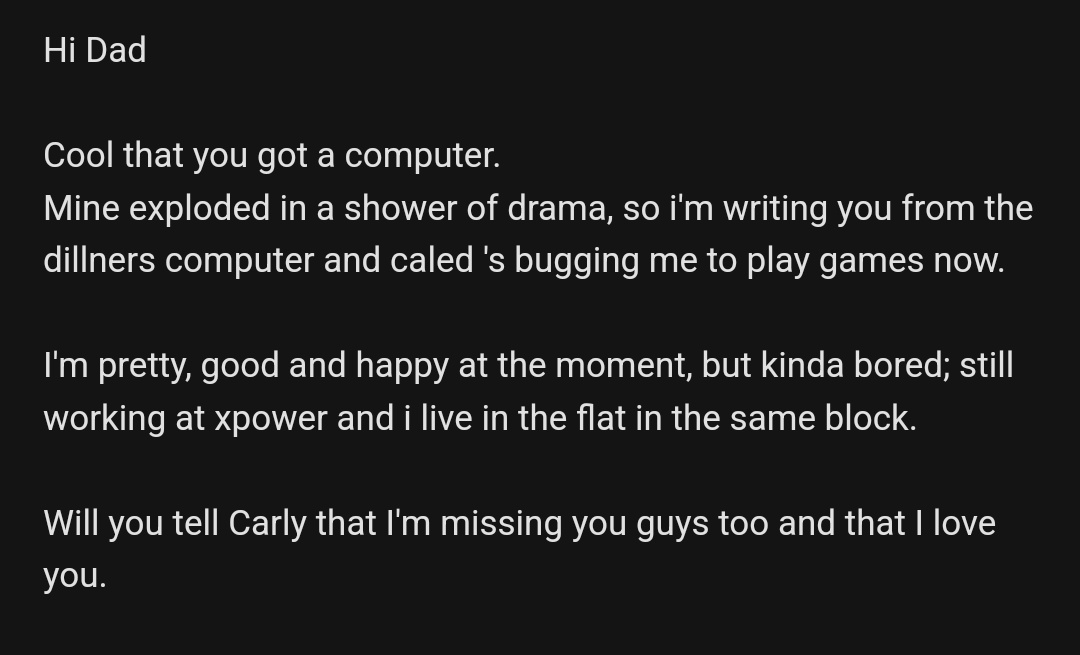 Hi Dad
Cool that you got a computer.
Mine exploded in a shower of drama, so i'm writing you from the
dillners computer and caled 's bugging me to play games now.
I'm pretty, good and happy at the moment, but kinda bored; still
working at xpower and i live in the flat in the same block.
Will you tell Carly that I'm missing you guys too and that I love
you.